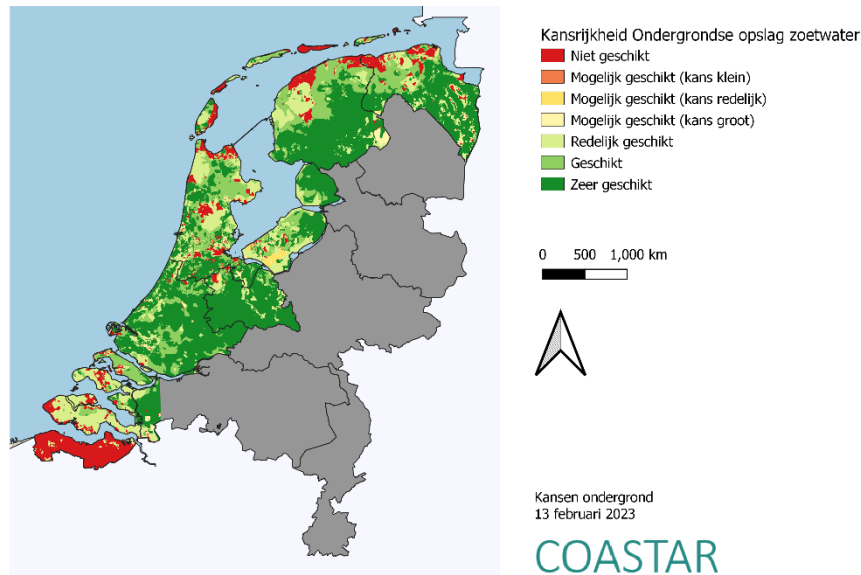 Kansrijkheid Ondergrondse opslag zoetwater
Niet geschikt
Mogelijk geschikt (kans klein)
Mogelijk geschikt (kans redelijk)
Mogelijk geschikt (kans groot)
Redelijk geschikt
Geschikt
Zeer geschikt
0 500 1,000 km
Kansen ondergrond
13 februari 2023
COASTAR